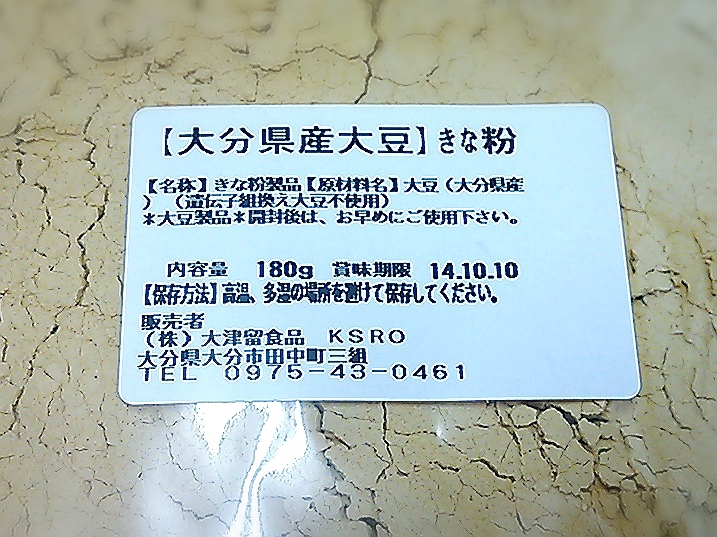 【大分県産大豆】きな粉
【名称】きな粉製品【原材料名】大豆(大分県産
)(遺伝子組換え大豆不使用)
*大豆製品*開封後は、お早めにご使用下さい。
内容量 180g 賞味期限 14.10.10
【保存方法】高温、多湿の場所を避けて保存してください。
販売者
(株)大津留食品 KSRO
大分県大分市田中町三組
TEL 0975-43-0461